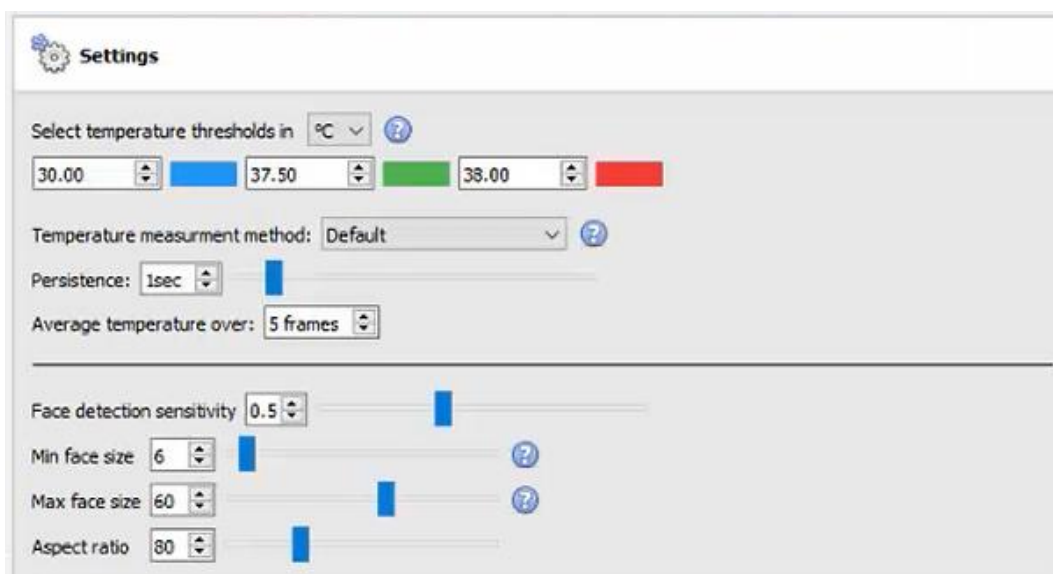 Settings
Select temperature thresholds in ºC
30.00 37.50 38.00
Temperature measurment method: Default
Persistence: 1sec
Average temperature over: 5 frames
Face detection sensitivity 0.5
Min face size 6
Max face size 60
Aspect ratio 80